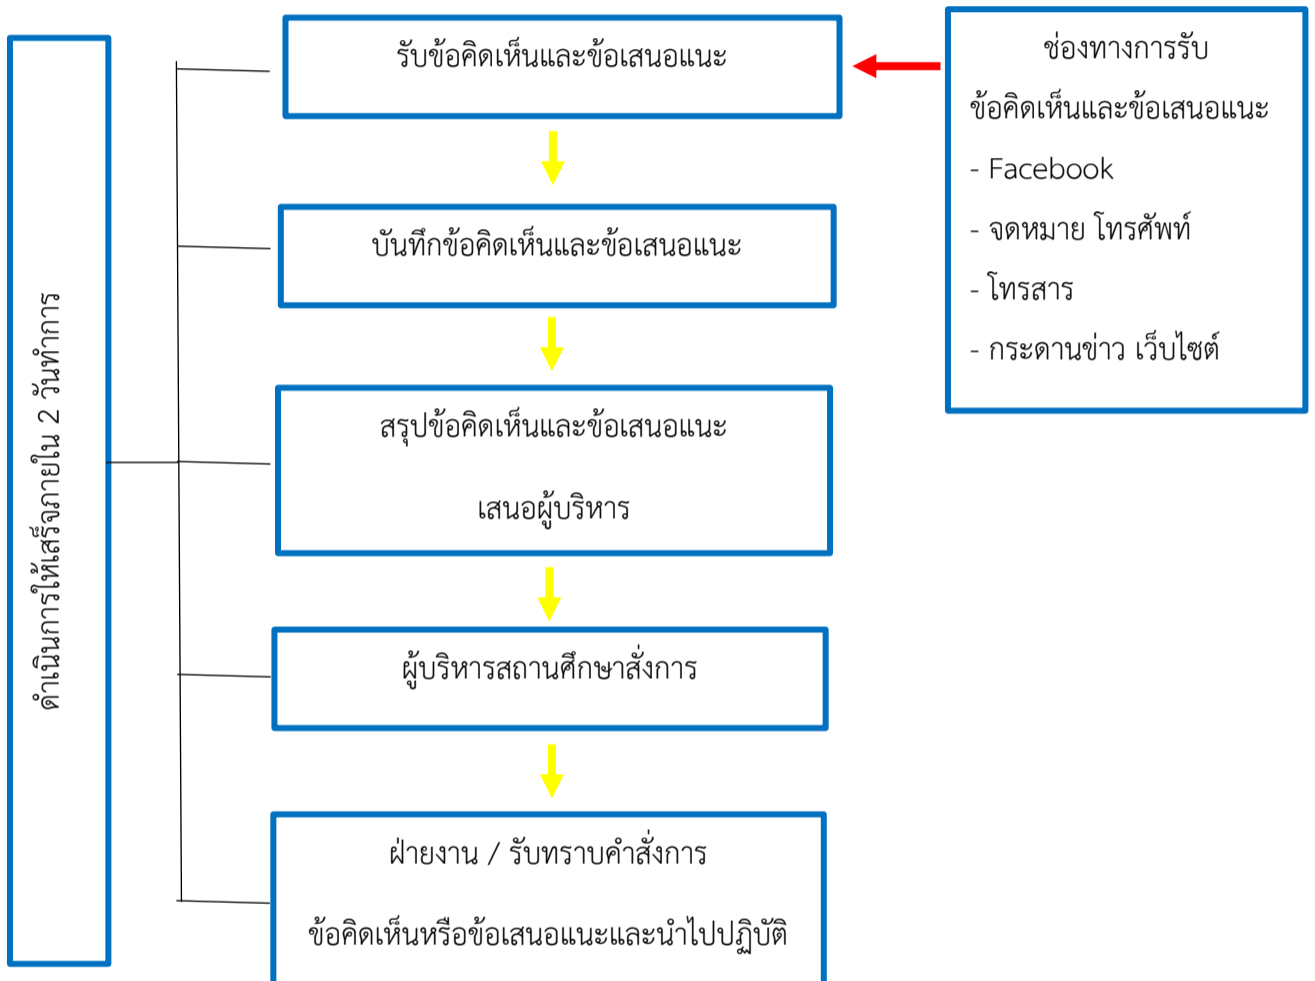 ดำเนินการให้เสร็จภายใน 2 วันทำการ
รับข้อคิดเห็นและข้อเสนอแนะ
ช่องทางการรับ
ข้อคิดเห็นและข้อเสนอแนะ
- Facebook
- จดหมาย โทรศัพท์
- โทรสาร
- กระดานข่าว เว็บไซต์
บันทึกข้อคิดเห็นและข้อเสนอแนะ
สรุปข้อคิดเห็นและข้อเสนอแนะ
เสนอผู้บริหาร
ผู้บริหารสถานศึกษาสั่งการ
ฝ่ายงาน / รับทราบคำสั่งการ
ข้อคิดเห็นหรือข้อเสนอแนะและนำไปปฏิบัติ